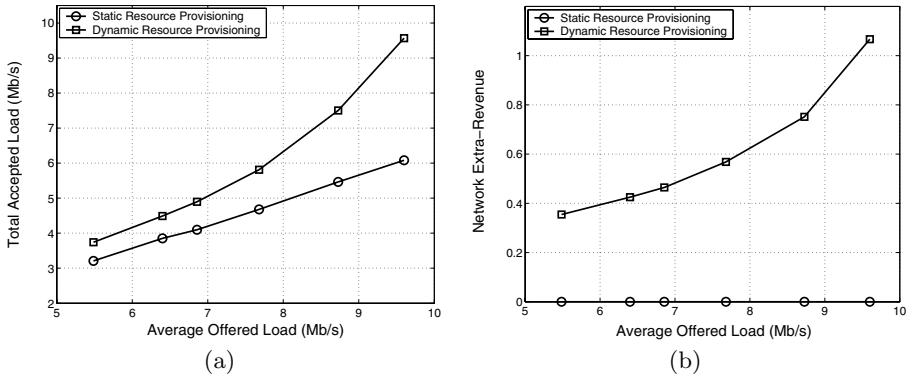 Static Resource Provisioning
Dynamic Resource Provisioning
10
9
8
7
6
5
4
3
2
Total Accepted Load (Mb/s)
5 6 7 8 9 10
Average Offered Load (Mb/s)
(a)
Static Resource Provisioning
Dynamic Resource Provisioning
1
0.8
0.6
0.4
0.2
0
Network Extra−Revenue
5 6 7 8 9 10
Average Offered Load (Mb/s)
(b)